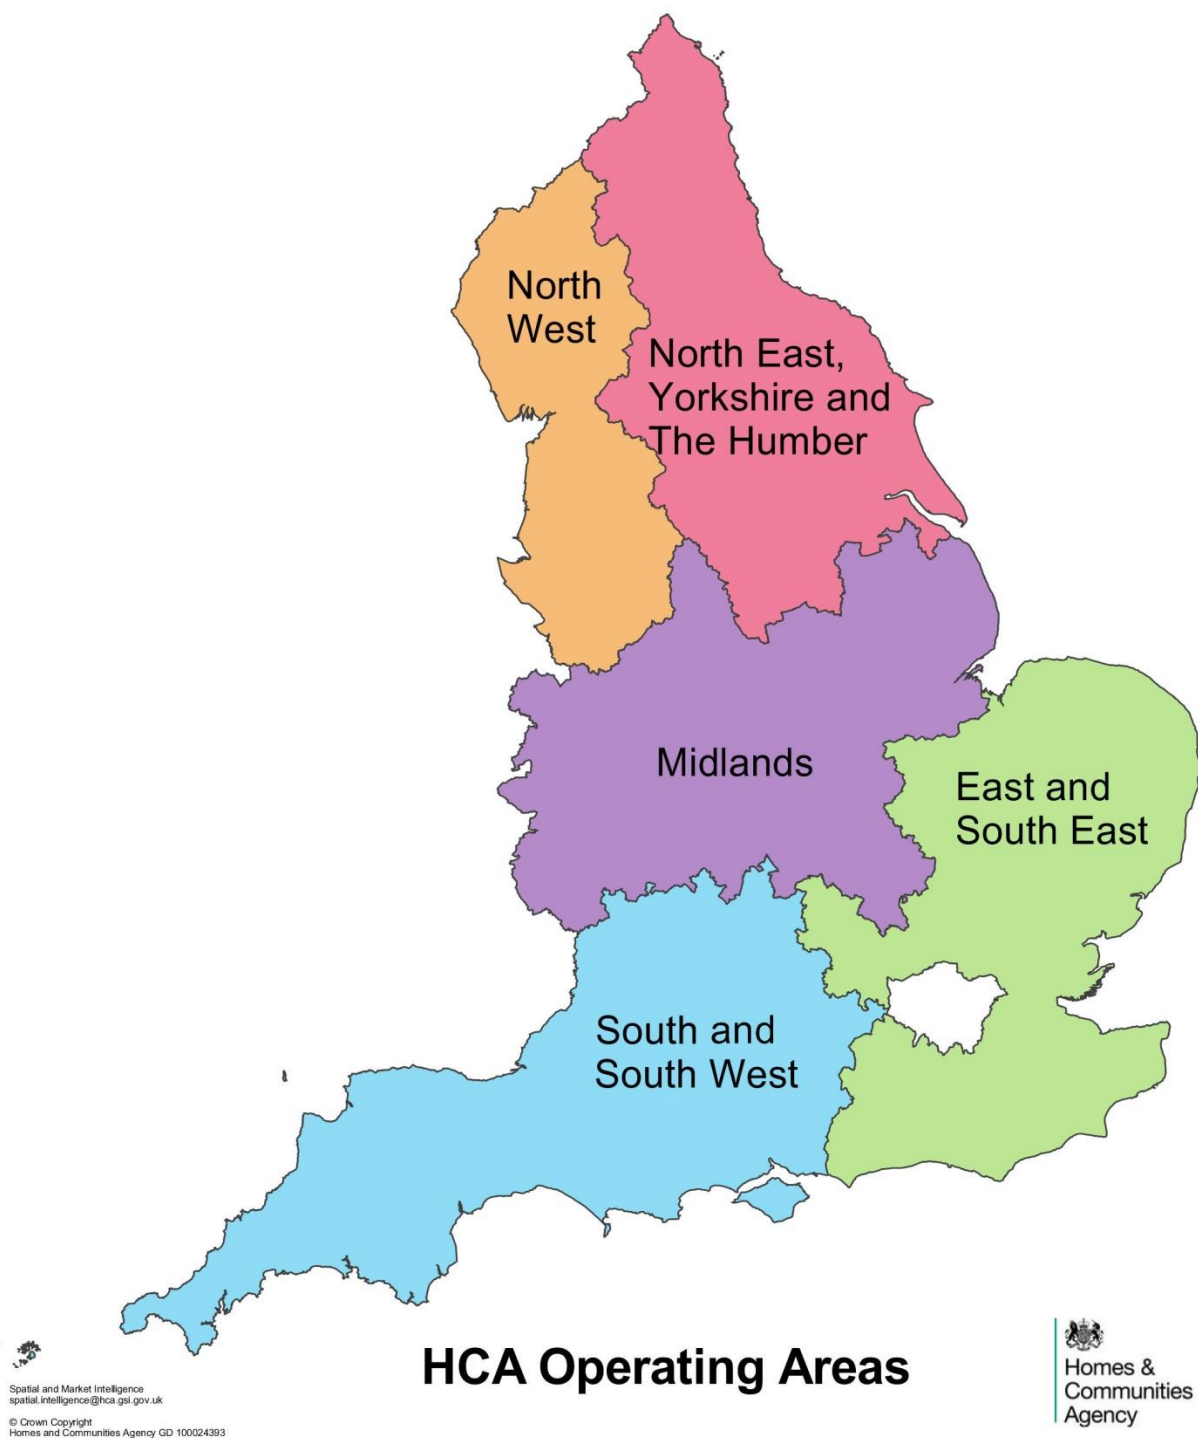 North
West
North East,
Yorkshire and
The Humber
Midlands
East and
South East
South and
South West
HCA Operating Areas
Spatial and Market Intelligence
spatial.intelligence@hca.gsi.gov.uk
© Crown Copyright
Homes and Communities Agency GD 100024393
Homes &
Communities
Agency